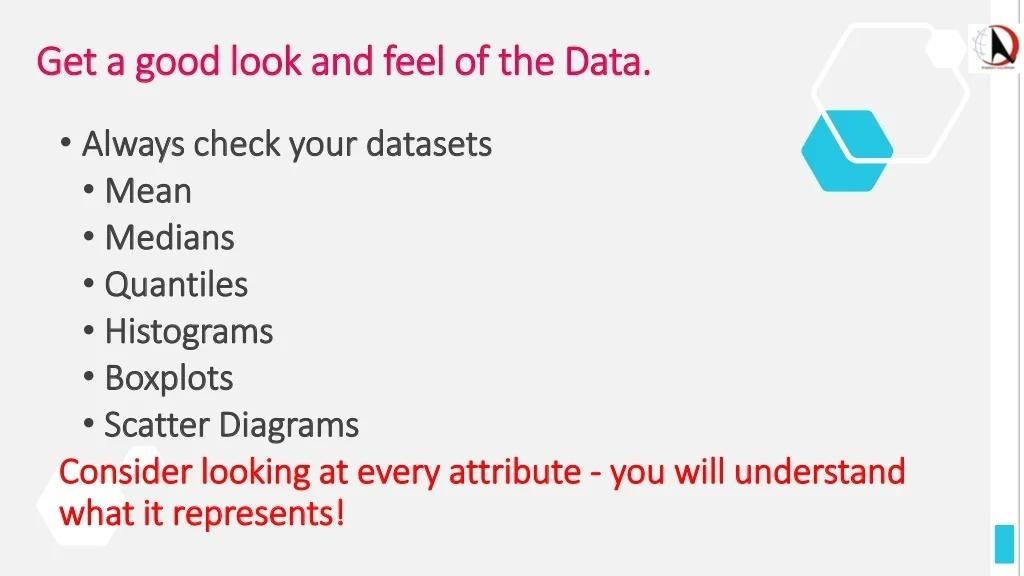 Get a good look and feel of the Data.
• Always check your datasets
• Mean
• Medians
• Quantiles
• Histograms
• Boxplots
• Scatter Diagrams
Consider looking at every attribute - you will understand
what it represents!